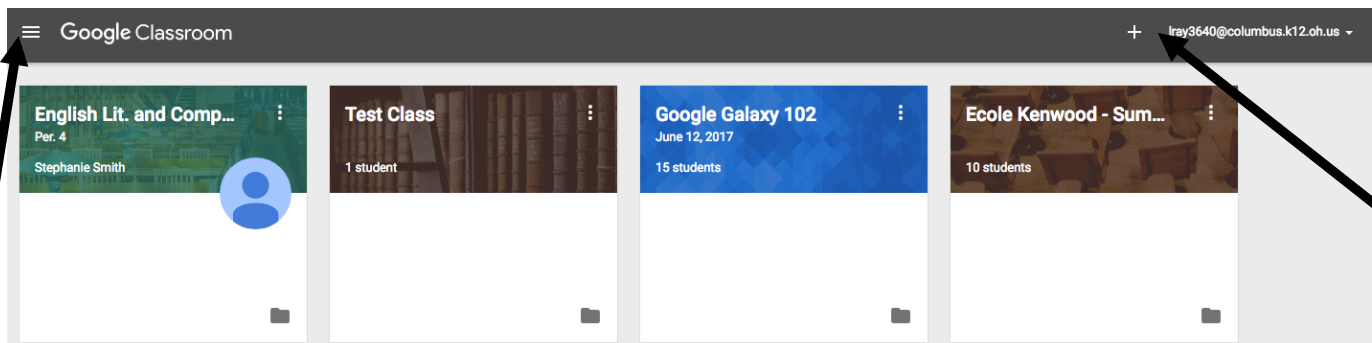 Google Classroom
+ lray3640@columbus.k12.oh.us
English Lit. and Comp...
Per. 4
Stephanie Smith
Test Class
1 student
Google Galaxy 102
June 12, 2017
15 students
Ecole Kenwood - Sum...
10 students